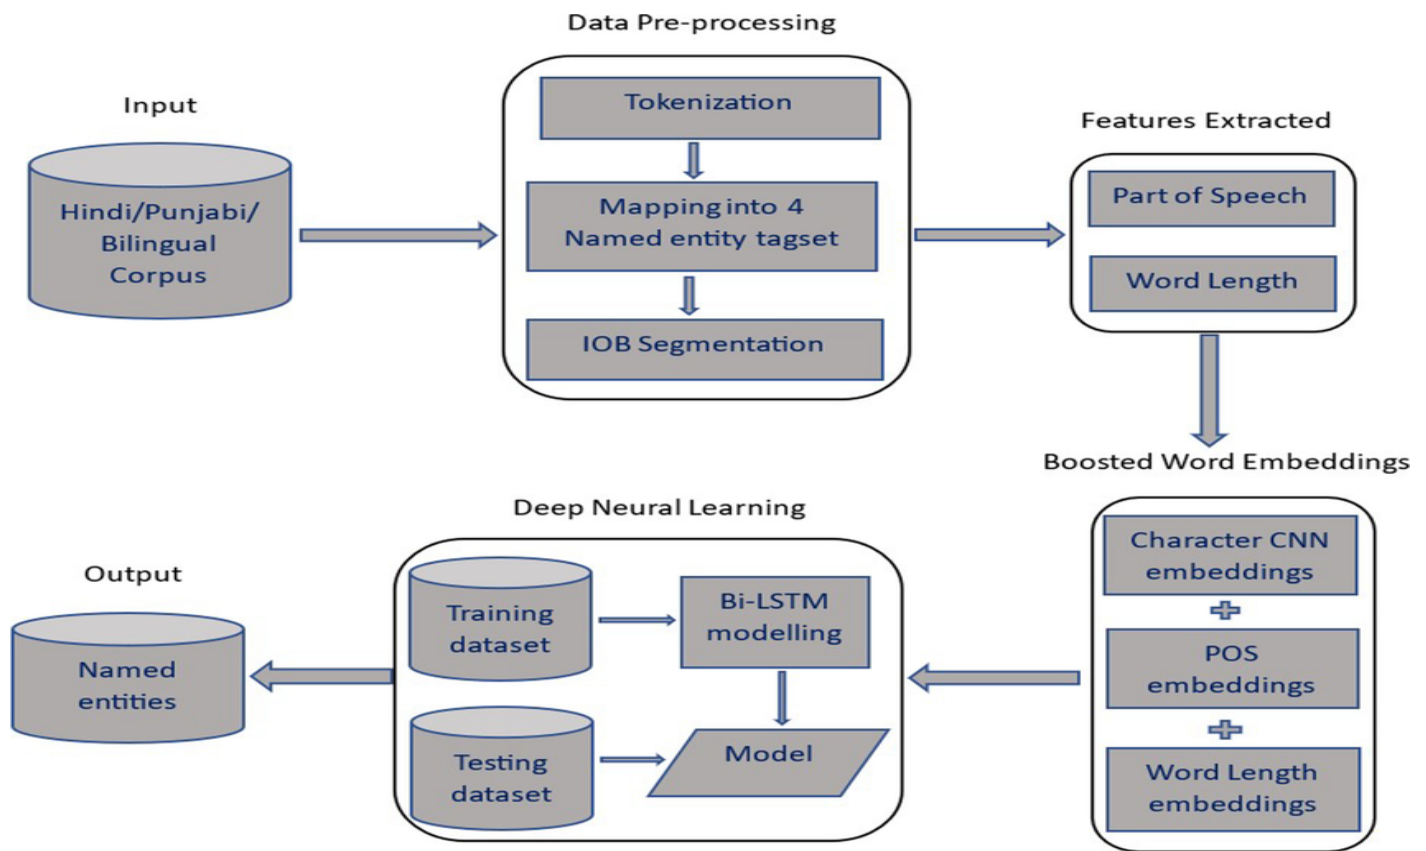 Data Pre-processing
Tokenization
Mapping into 4
Named entity tagset
IOB Segmentation
Input
Hindi/Punjabi/
Bilingual
Corpus
Features Extracted
Part of Speech
Word Length
Boosted Word Embeddings
Character CNN
embeddings
+
POS
embeddings
+
Word Length
embeddings
Deep Neural Learning
Training
dataset
Bi-LSTM
modelling
Testing
dataset
Model
Output
Named
entities